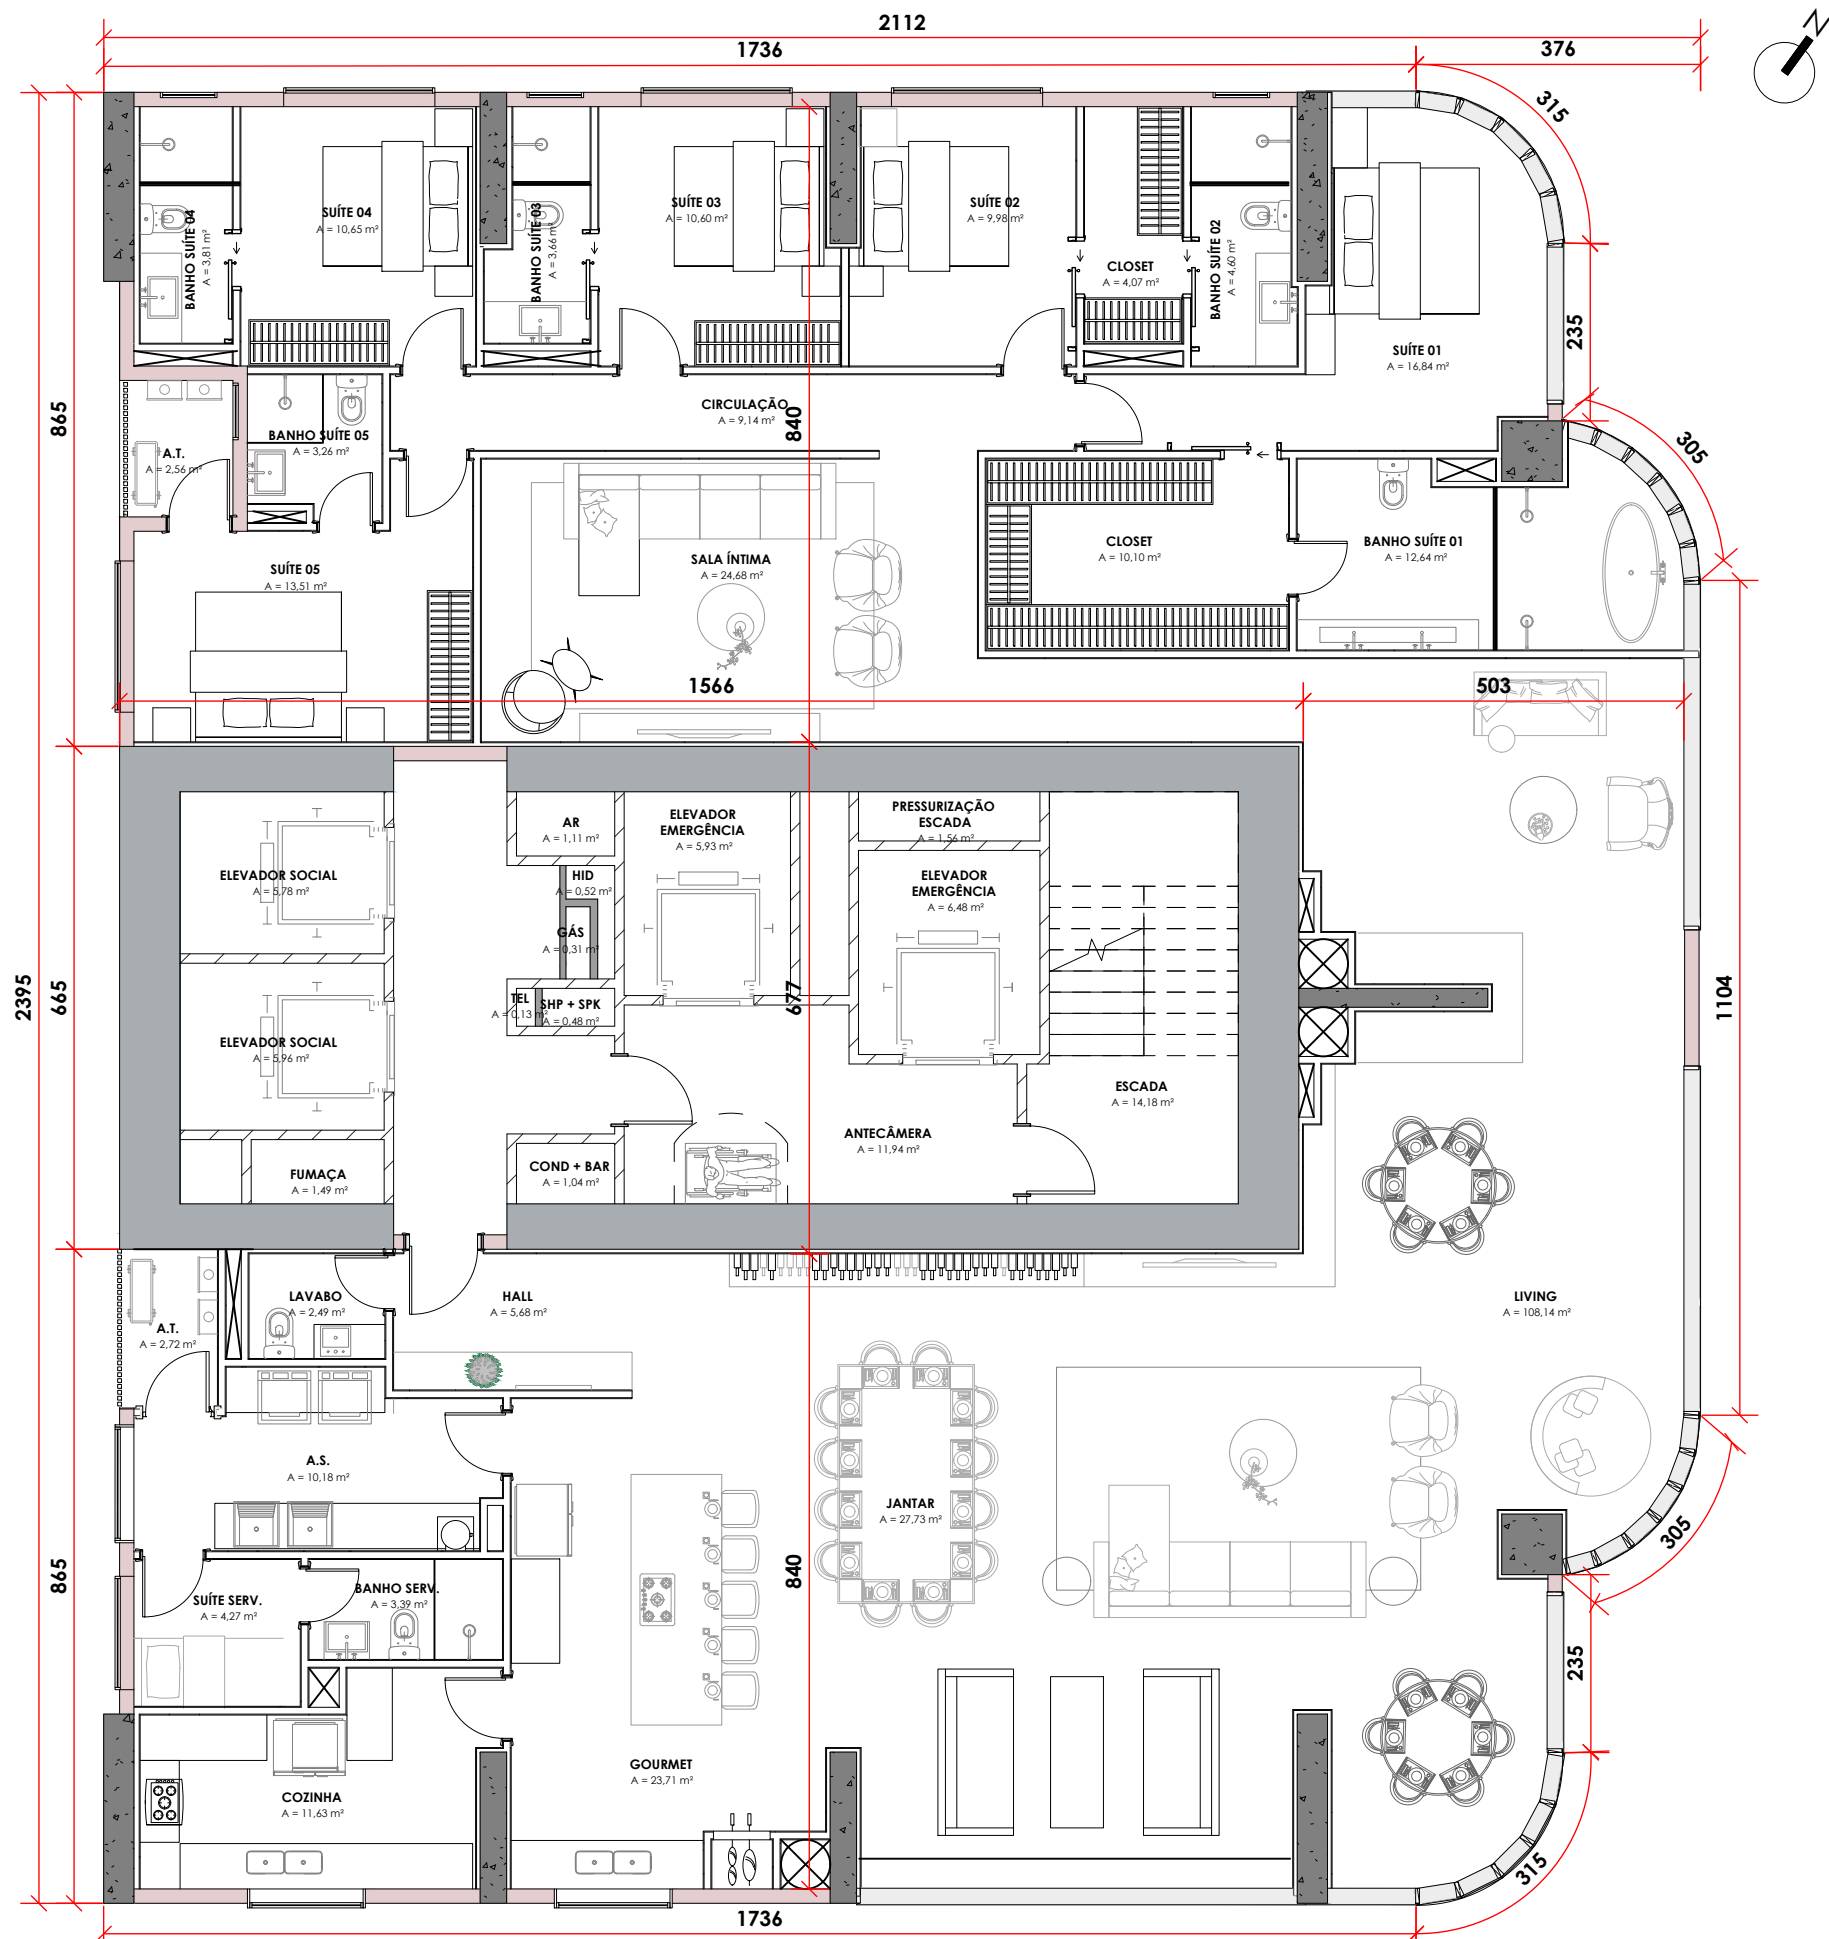 2112
1736
376
N
315
SUÍTE 04
A = 10,65 m²
SUÍTE 03
A = 10,60 m²
SUÍTE 02
A = 9,98 m²
BANHO SUÍTE 04
A = 3,81 m²
BANHO SUÍTE 03
A = 3,66 m²
CLOSET
A = 4,07 m²
BANHO SUÍTE 02
A = 4,60 m²
SUÍTE 01
A = 16,84 m²
235
865
CIRCULAÇÃO
A = 9,14 m²
840
BANHO SUÍTE 05
A = 3,26 m²
A.T.
A = 2,56 m²
305
SALA ÍNTIMA
A = 24,68 m²
CLOSET
A = 10,10 m²
BANHO SUÍTE 01
A = 12,64 m²
SUÍTE 05
A = 13,51 m²
1566
503
ELEVADOR SOCIAL
A = 5,78 m²
AR
A = 1,11 m²
ELEVADOR
EMERGÊNCIA
A = 5,93 m²
PRESSURIZAÇÃO
ESCADA
A = 1,56 m²
HID
A = 0,52 m²
GÁS
A = 0,31 m²
ELEVADOR
EMERGÊNCIA
A = 6,48 m²
2395
665
677
1104
TEL
A = 0,13 m²
SHP + SPK
A = 0,48 m²
ELEVADOR SOCIAL
A = 5,96 m²
ESCADA
A = 14,18 m²
ANTECÂMERA
A = 11,94 m²
FUMAÇA
A = 1,49 m²
COND + BAR
A = 1,04 m²
LAVABO
A = 2,49 m²
HALL
A = 5,68 m²
LIVING
A = 108,14 m²
A.T.
A = 2,72 m²
A.S.
A = 10,18 m²
JANTAR
A = 27,73 m²
305
865
840
SUÍTE SERV.
A = 4,27 m²
BANHO SERV.
A = 3,39 m²
235
GOURMET
A = 23,71 m²
COZINHA
A = 11,63 m²
315
1736